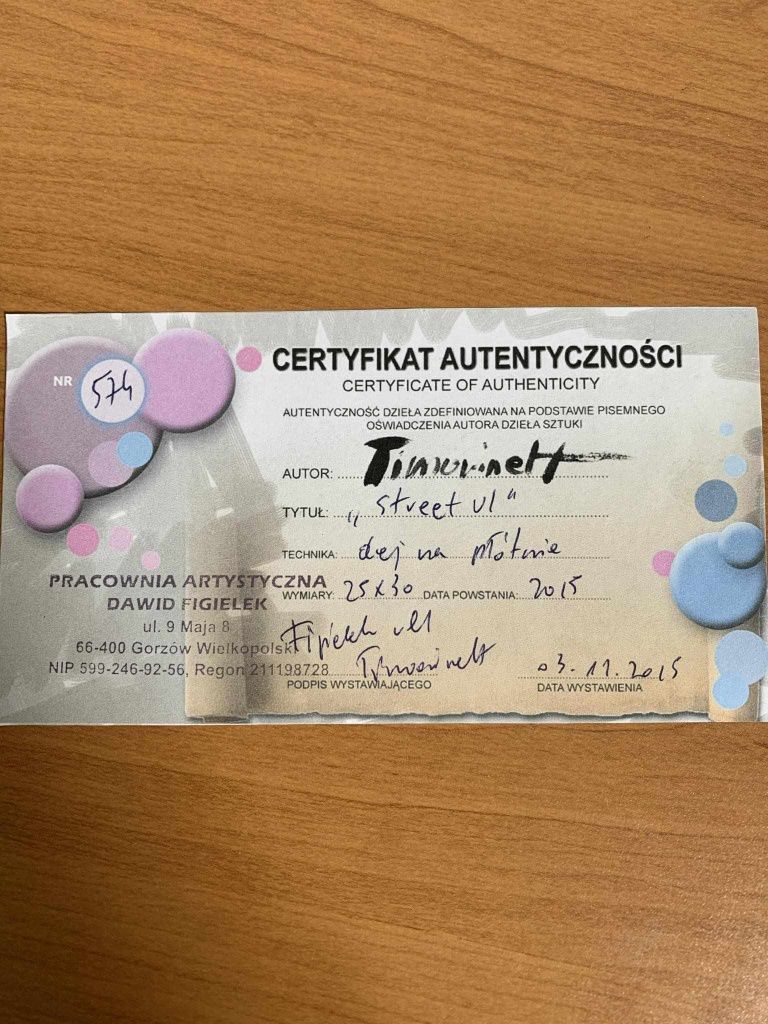 NR 574
CERTYFIKAT AUTENTYCZNOŚCI
CERTIFICATE OF AUTHENTICITY
AUTENTYCZNOŚĆ DZIEŁA ZDEFINIOWANA NA PODSTAWIE PISEMNEGO
OŚWIADCZENIA AUTORA DZIEŁA SZTUKI
AUTOR:
TYTUŁ: „street vl“
TECHNIKA: olej na płótnie
WYMIARY: 25x30 DATA POWSTANIA: 2015
PRACOWNIA ARTYSTYCZNA
DAWID FIGIELEK
ul. 9 Maja 8
66-400 Gorzów Wielkopolski
NIP 599-246-92-56, Regon 211198728
03.11.2015
PODPIS WYSTAWIAJĄCEGO
DATA WYSTAWIENIA